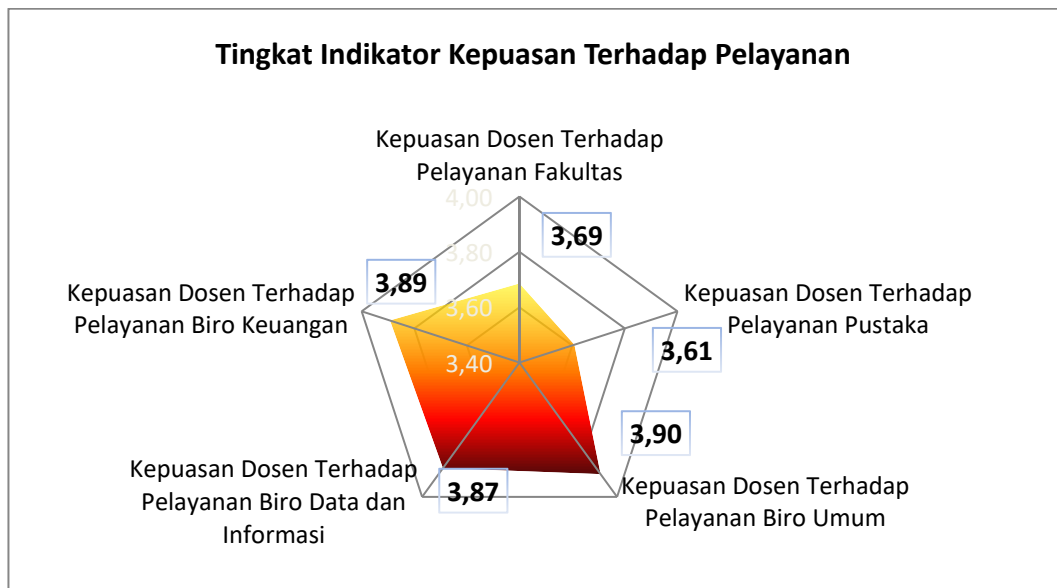 Tingkat Indikator Kepuasan Terhadap Pelayanan
Kepuasan Dosen Terhadap
Pelayanan Fakultas
4,00
3,69
3,80
3,89
Kepuasan Dosen Terhadap
Pelayanan Biro Keuangan
Kepuasan Dosen Terhadap
Pelayanan Pustaka
3,60
3,61
3,40
3,90
Kepuasan Dosen Terhadap
Pelayanan Biro Data dan
Informasi
3,87
Kepuasan Dosen Terhadap
Pelayanan Biro Umum